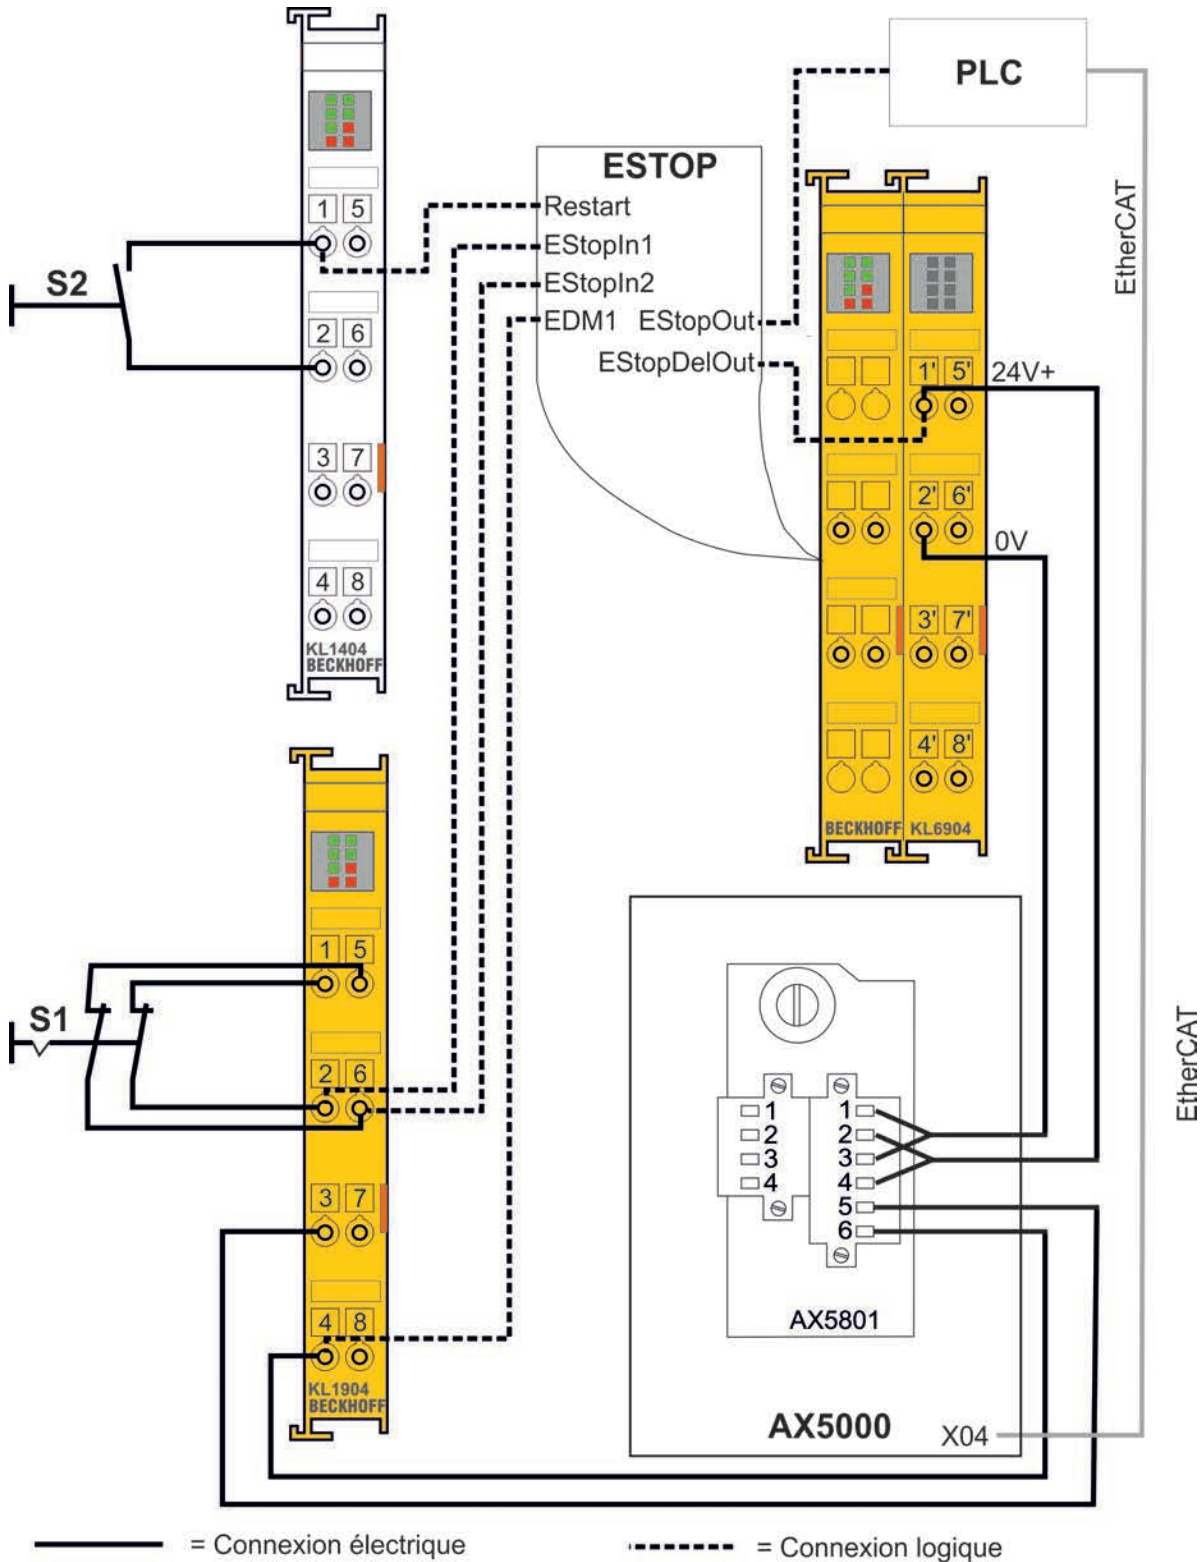 PLC
EtherCAT
ESTOP
Restart
EStopIn1
EStopIn2
EDM1 EStopOut
EStopDelOut
S2
1 5
2 6
3 7
4 8
KL1404
BECKHOFF
1' 5'
24V+
2' 6'
0V
3' 7'
4' 8'
BECKHOFF KL6904
S1
1 5
2 6
3 7
4 8
KL1904
BECKHOFF
EtherCAT
1
2
3
4
1
2
3
4
5
6
AX5801
AX5000
X04
= Connexion électrique
= Connexion logique